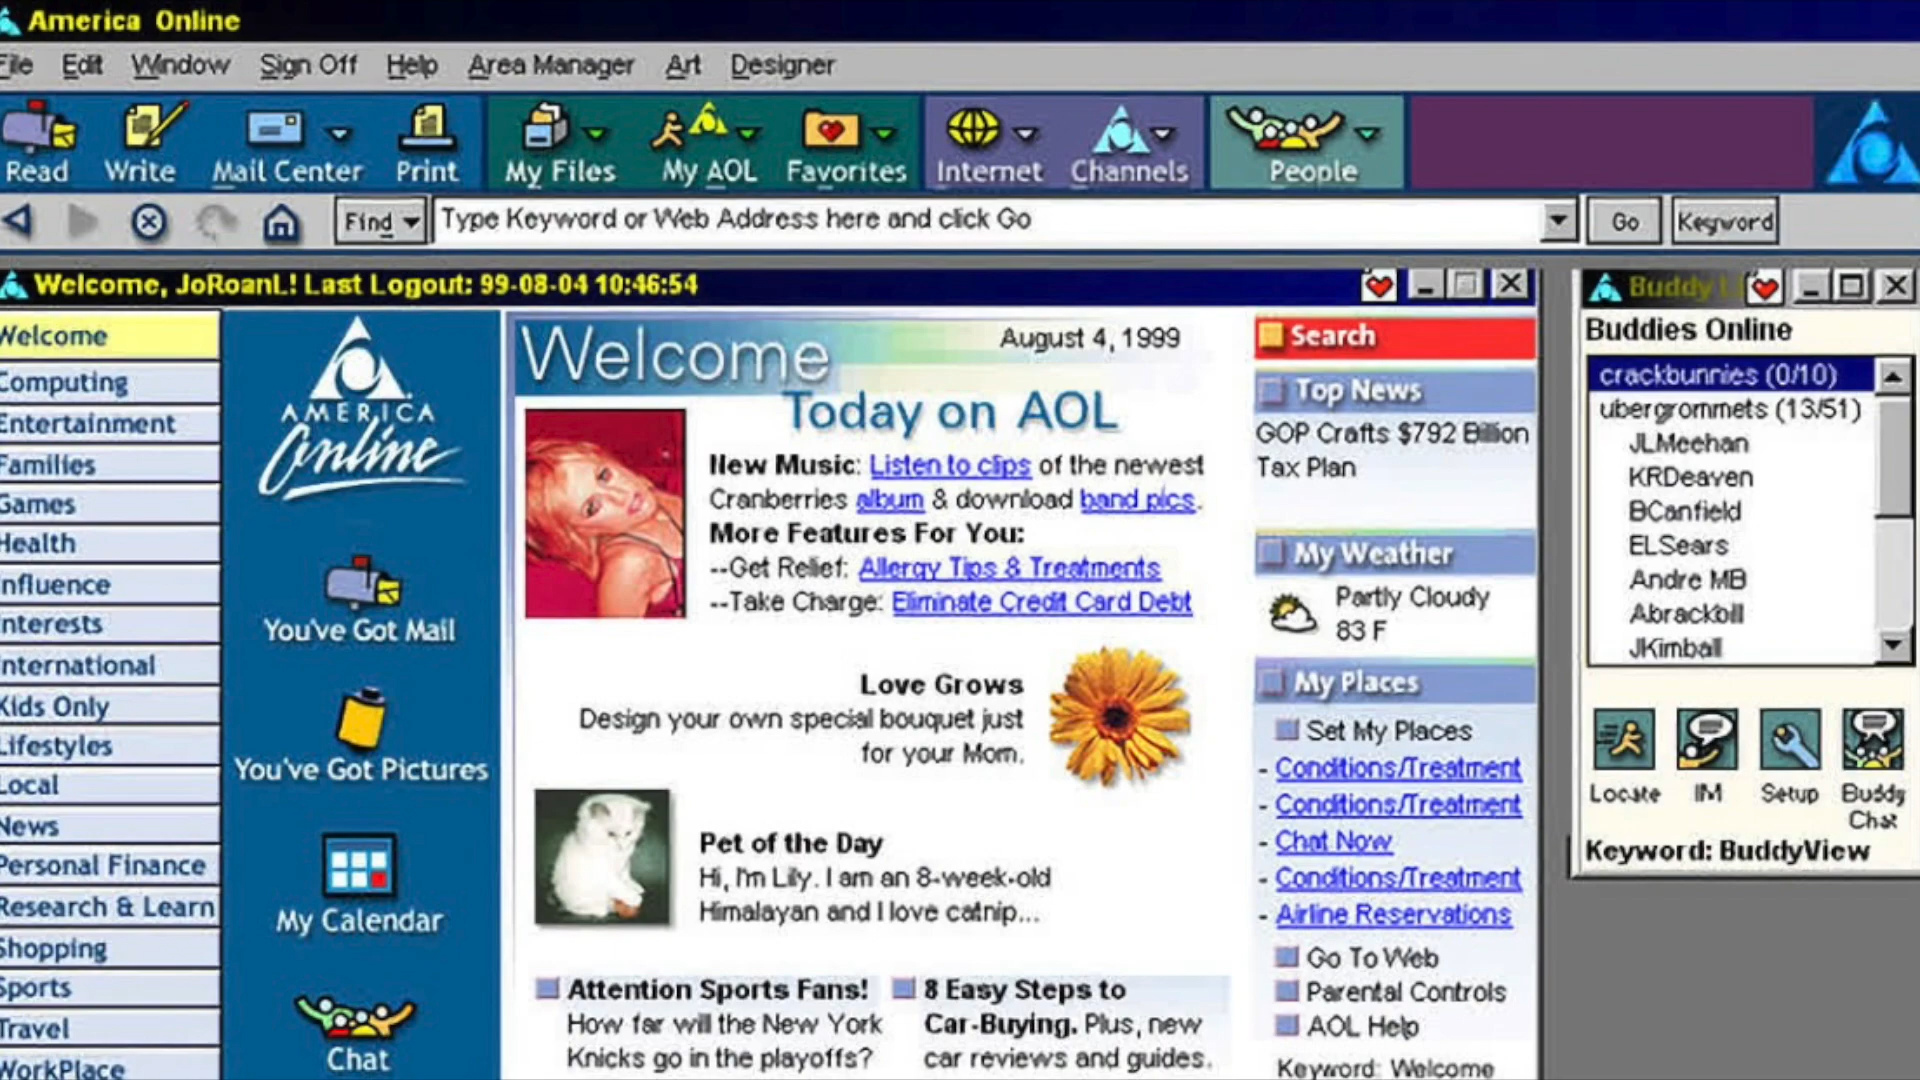 America Online
File Edit Window Sign Off Help Area Manager Art Designer
Read Write Mail Center Print My Files My AOL Favorites Internet Channels People
Find Type Keyword or Web Address here and click Go Go Keyword
Welcome, JoRoanL! Last Logout: 99-08-04 10:46:54
Welcome
Computing
Entertainment
Families
Games
Health
Influence
Interests
International
Kids Only
Lifestyles
Local
News
Personal Finance
Research & Learn
Shopping
Sports
Travel
WorkPlace
AMERICA
Online
You've Got Mail
You've Got Pictures
My Calendar
Chat
Welcome
August 4, 1999
Today on AOL
New Music: Listen to clips of the newest
Cranberries album & download band pics.
More Features For You:
--Get Relief: Allergy Tips & Treatments
--Take Charge: Eliminate Credit Card Debt
Love Grows
Design your own special bouquet just
for your Mom.
Pet of the Day
Hi, I'm Lily. I am an 8-week-old
Himalayan and I love catnip...
Attention Sports Fans!
How far will the New York
Knicks go in the playoffs?
8 Easy Steps to
Car-Buying. Plus, new
car reviews and guides.
Search
Top News
GOP Crafts $792 Billion
Tax Plan
My Weather
Partly Cloudy
83 F
My Places
Set My Places
- Conditions/Treatment
- Conditions/Treatment
- Chat Now
- Conditions/Treatment
- Airline Reservations
Go To Web
Parental Controls
AOL Help
Keyword: Welcome
Buddy L
Buddies Online
crackbunnies (0/10)
ubergrommets (13/51)
JLMeehan
KRDeaven
BCanfield
ELSears
Andre MB
Abrackbill
JKimball
Locate IM Setup Buddy
Chat
Keyword: BuddyView